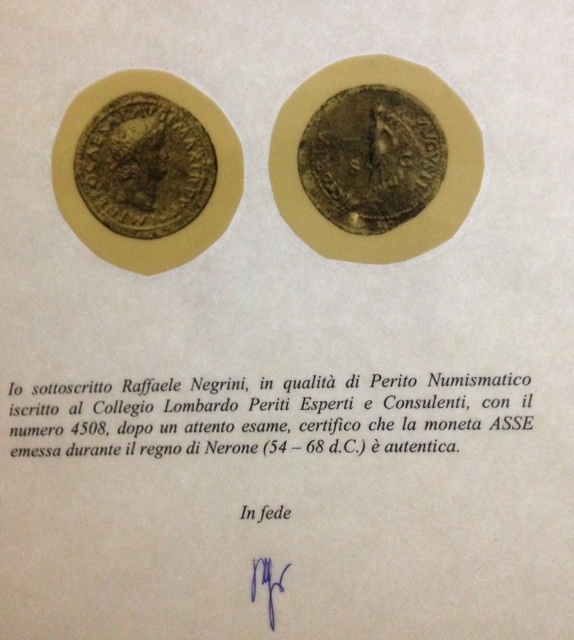 Io sottoscritto Raffaele Negrini, in qualità di Perito Numismatico
iscritto al Collegio Lombardo Periti Esperti e Consulenti, con il
numero 4508, dopo un attento esame, certifico che la moneta ASSE
emessa durante il regno di Nerone (54 – 68 d.C.) è autentica.
In fede